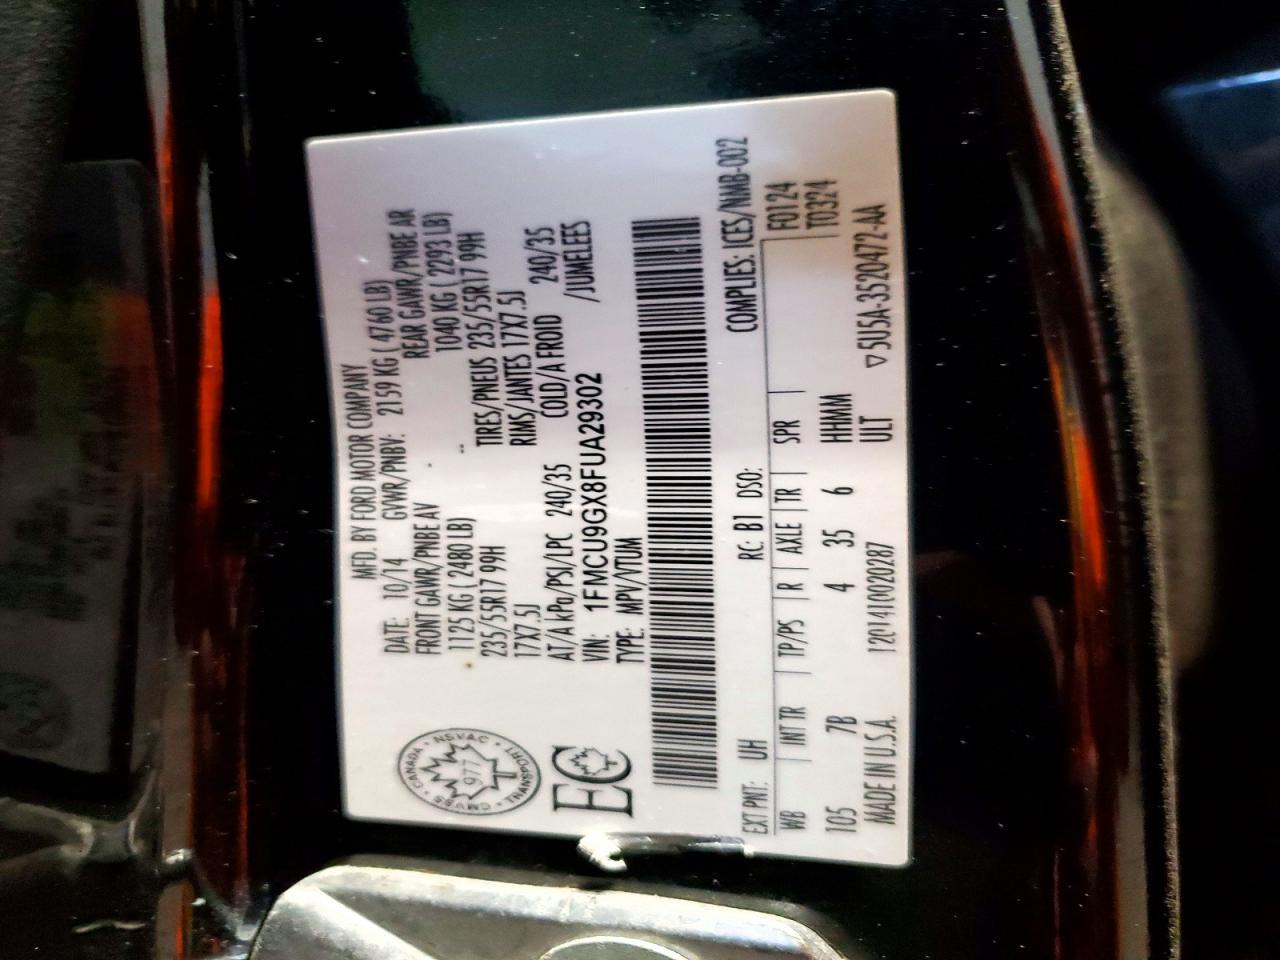 MFD. BY FORD MOTOR COMPANY
DATE: 10/14 GVWR/PNBV: 2159 KG ( 4760 LB)
FRONT GAWR/PNBE AV REAR GAWR/PNBE AR
1125 KG ( 2480 LB) 1040 KG ( 2293 LB)
235/55R17 99H TIRES/PNEUS 235/55R17 99H
17X7.5J RIMS/JANTES 17X7.5J
AT/A kPa/PSI/LPC 240/35 COLD/A FROID 240/35
VIN: 1FMCU9GX8FUA29302 /JUMELEES
TYPE: MPV/VTUM
CANADA • NSVAC • TRANSPORT • CMVSS
977
EC
COMPLES: ICES/NMB-002
EXT PNT: UH RC: B1 DSO: F0124
WB INT TR TP/PS R AXLE TR SPR T0324
105 7B 4 35 6 HHMMM
MADE IN U.S.A. ULT
▽5U5A-3520472-AA